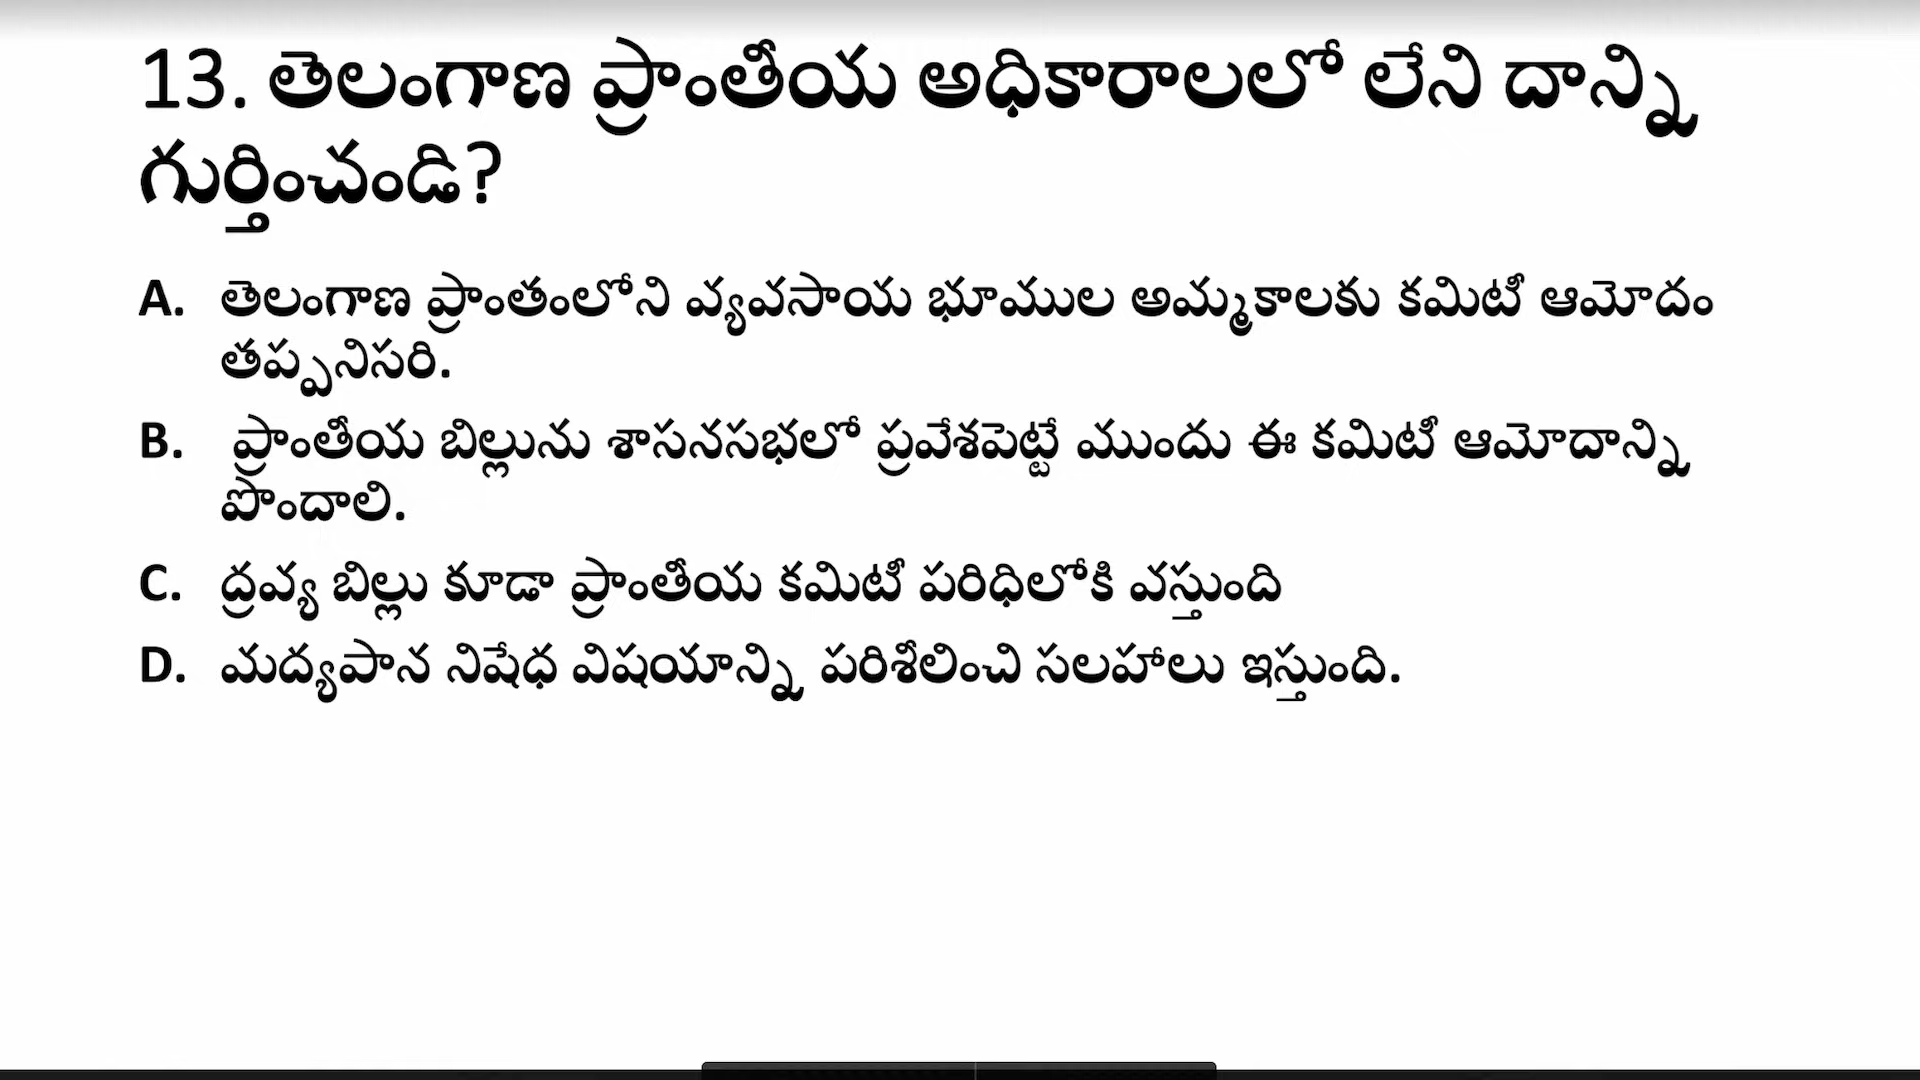 13. తెలంగాణ ప్రాంతీయ అధికారాలలో లేని దాన్ని
గుర్తించండి?
A. తెలంగాణ ప్రాంతంలోని వ్యవసాయ భూముల అమ్మకాలకు కమిటీ ఆమోదం
తప్పనిసరి.
B. ప్రాంతీయ బిల్లును శాసనసభలో ప్రవేశపెట్టే ముందు ఈ కమిటీ ఆమోదాన్ని
పొందాలి.
C. ద్రవ్య బిల్లు కూడా ప్రాంతీయ కమిటీ పరిధిలోకి వస్తుంది
D. మద్యపాన నిషేధ విషయాన్ని పరిశీలించి సలహాలు ఇస్తుంది.